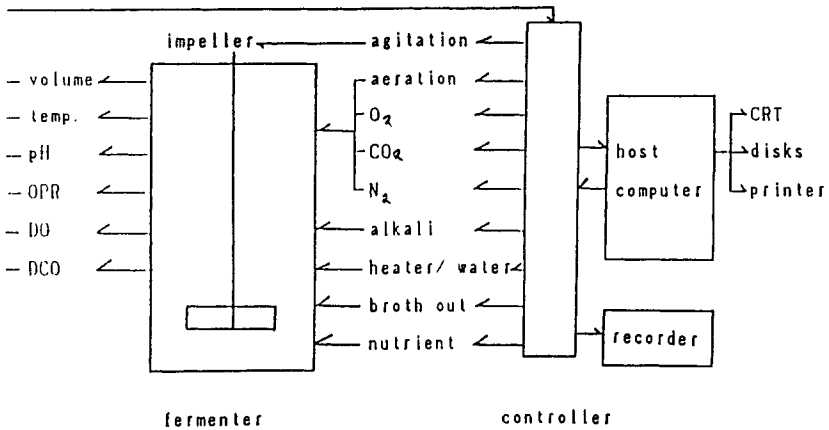 impeller
agitation
volume
aeration
CRT
temp.
O₂
pH
CO₂
host
disks
OPR
N₂
computer
printer
DO
alkali
DCO
heater/ water
broth out
nutrient
recorder
fermenter
controller